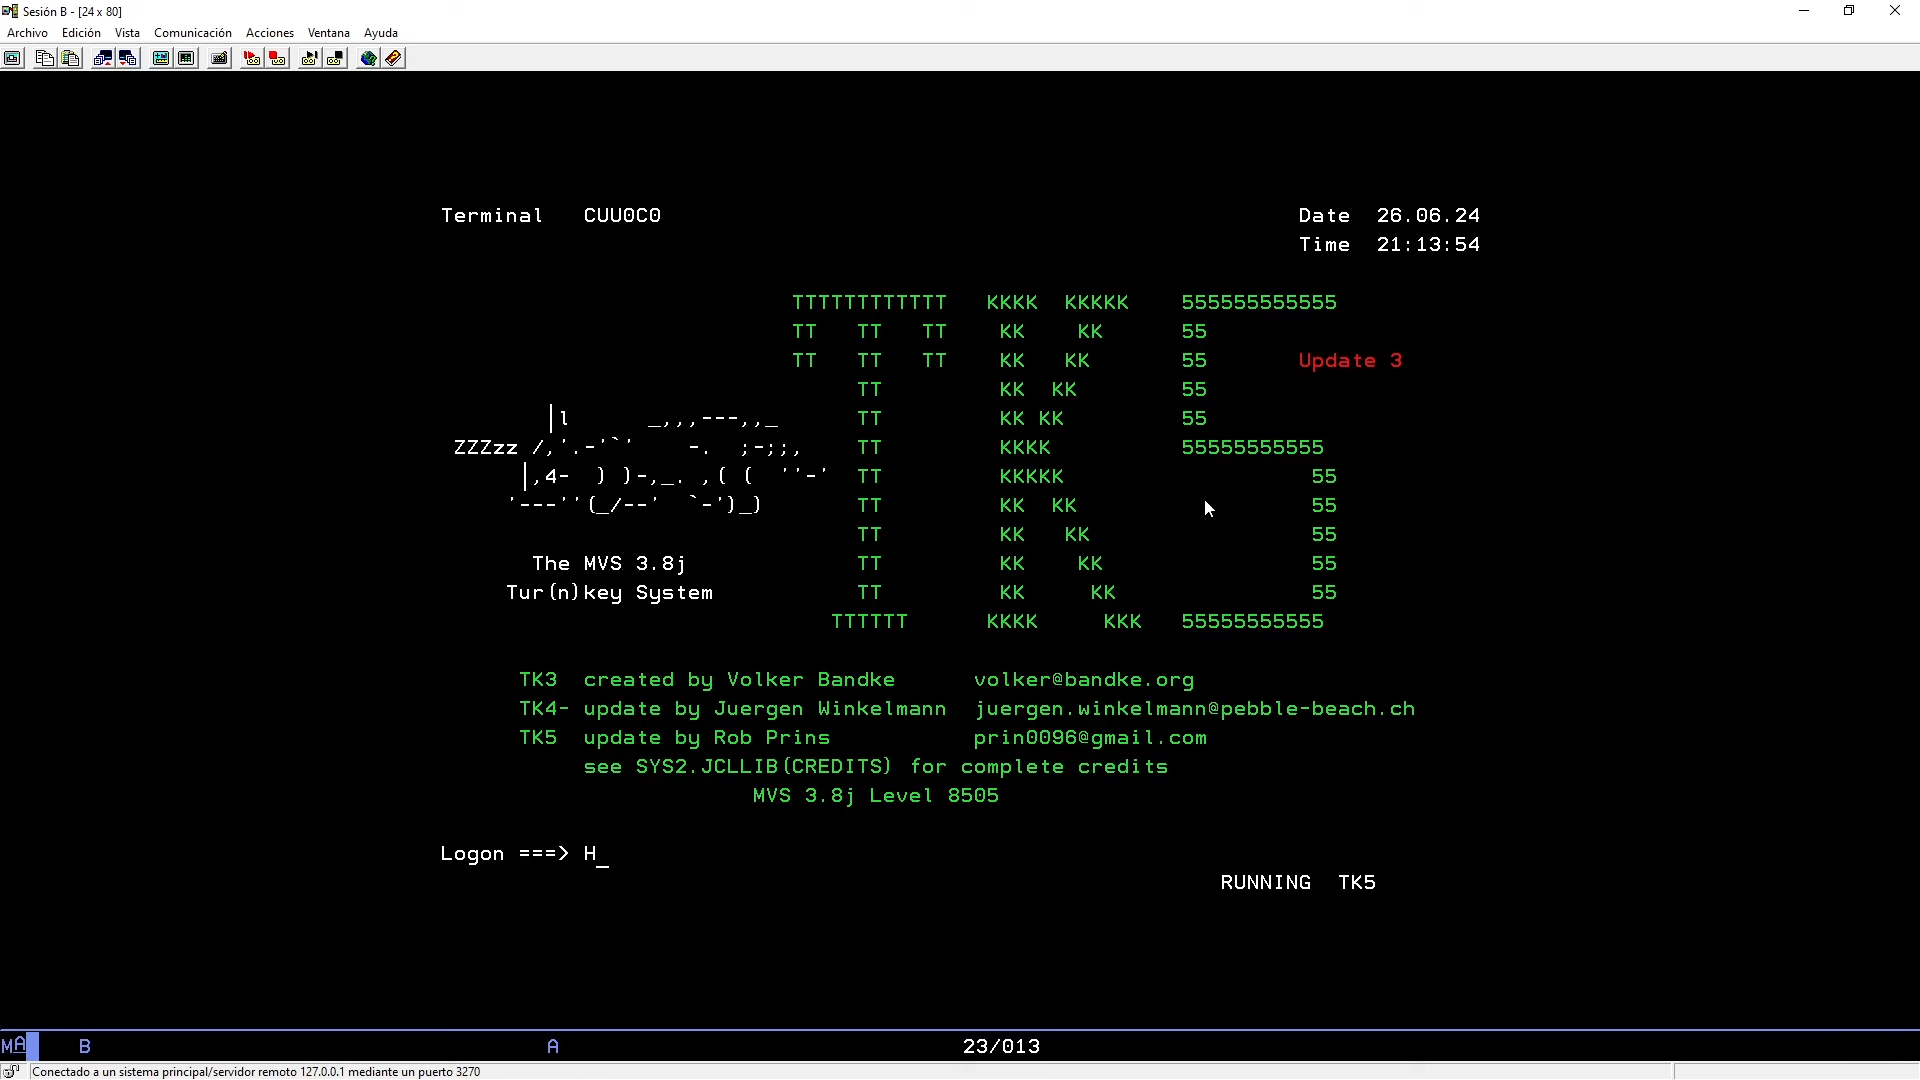 Sesión B - [24 x 80]
Archivo Edición Vista Comunicación Acciones Ventana Ayuda
Terminal CUU0C0 Date 26.06.24
Time 21:13:54
TTTTTTTTTTTT KKKK KKKKK 555555555555
TT TT TT KK KK 55
TT TT TT KK KK 55 Update 3
TT KK KK 55
|l _,,,---,,_ TT KK KK 55
ZZZzz /,'.-'`' -. ;-;;, TT KKKK 55555555555
|,4- ) )-,_. ,( ( ''-' TT KKKKK 55
'---''(_/--' `-')_) TT KK KK 55
TT KK KK 55
The MVS 3.8j TT KK KK 55
Tur(n)key System TT KK KK 55
TTTTTT KKKK KKK 55555555555
TK3 created by Volker Bandke volker@bandke.org
TK4- update by Juergen Winkelmann juergen.winkelmann@pebble-beach.ch
TK5 update by Rob Prins prin0096@gmail.com
see SYS2.JCLLIB(CREDITS) for complete credits
MVS 3.8j Level 8505
Logon ===> H_
RUNNING TK5
MA B A 23/013
Conectado a un sistema principal/servidor remoto 127.0.0.1 mediante un puerto 3270